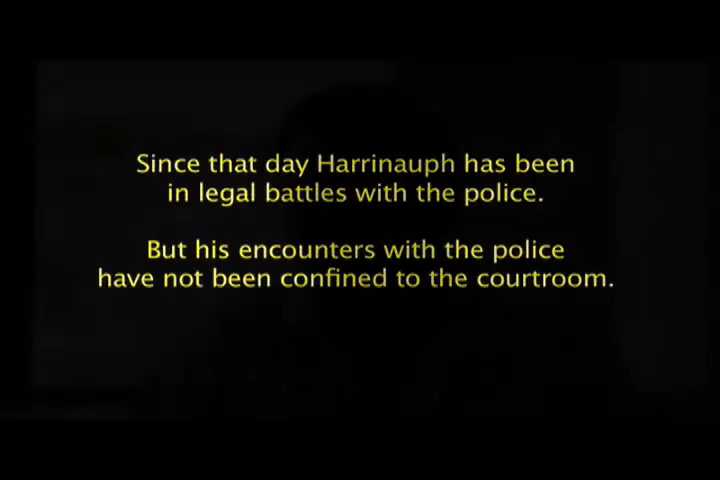 Since that day Harrinauph has been
in legal battles with the police.
But his encounters with the police
have not been confined to the courtroom.